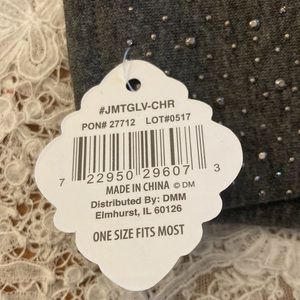 #JMTGLV-CHR
PON# 27712 LOT#0517
7 22950 29607 3
MADE IN CHINA © DM
Distributed By: DMM
Elmhurst, IL 60126
ONE SIZE FITS MOST